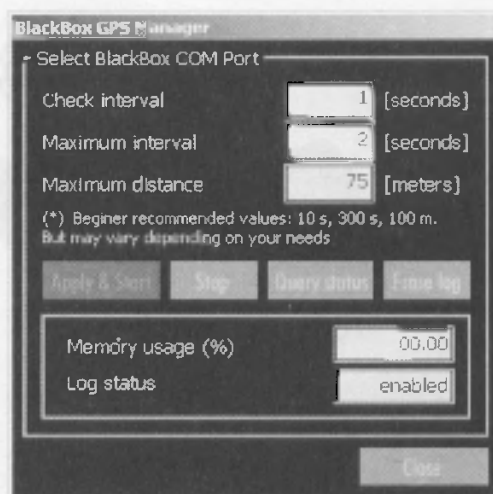 BlackBox GPS Manager
Select BlackBox COM Port
Check interval 1 [seconds]
Maximum interval 2 [seconds]
Maximum distance 75 [meters]
(*) Beginer recommended values: 10 s, 300 s, 100 m.
But may vary depending on your needs
Apply & Start Stop Query status Erase log
Memory usage (%) 00.00
Log status enabled
Close